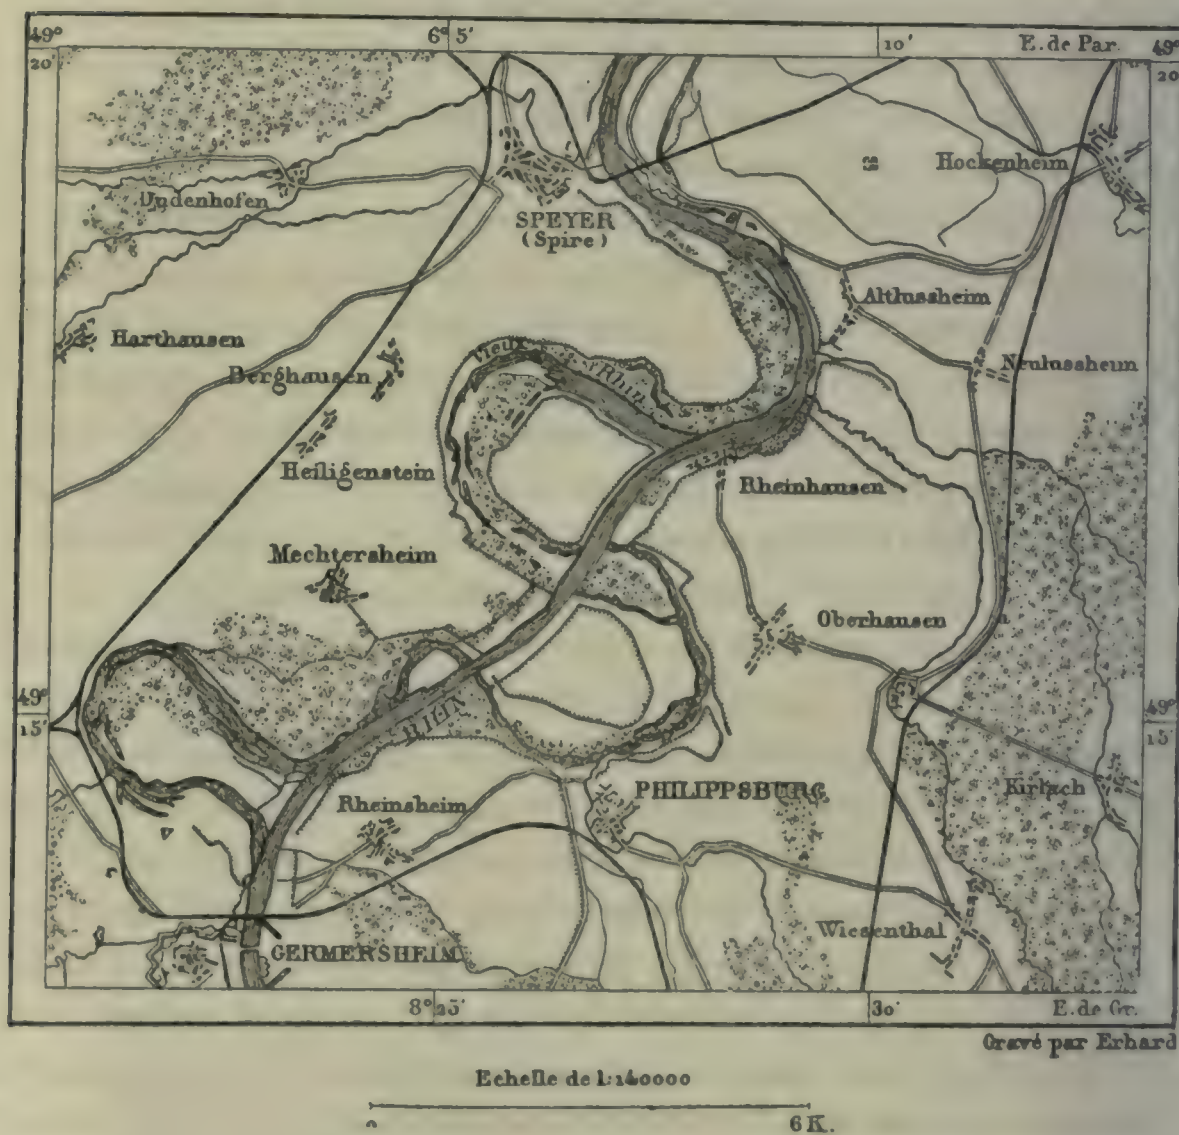 49° 6° 5' 10' E. de Par. 49°
20' 20'
Hockenheim
Dudenhofen
SPEYER
(Spire)
Altlussheim
Harthausen
Vieux Rhin
Neulussheim
Berghausen
Heiligenstein
Rheinhausen
Mechtersheim
Oberhausen
49° 49°
RHIN
15' 15'
Rheinsheim
PHILIPPSBURG
Kirlach
Wiesenthal
GERMERSHEIM
8° 25' 30' E. de Gr.
Gravé par Erhard
Echelle de 1:140000
0 6 K.